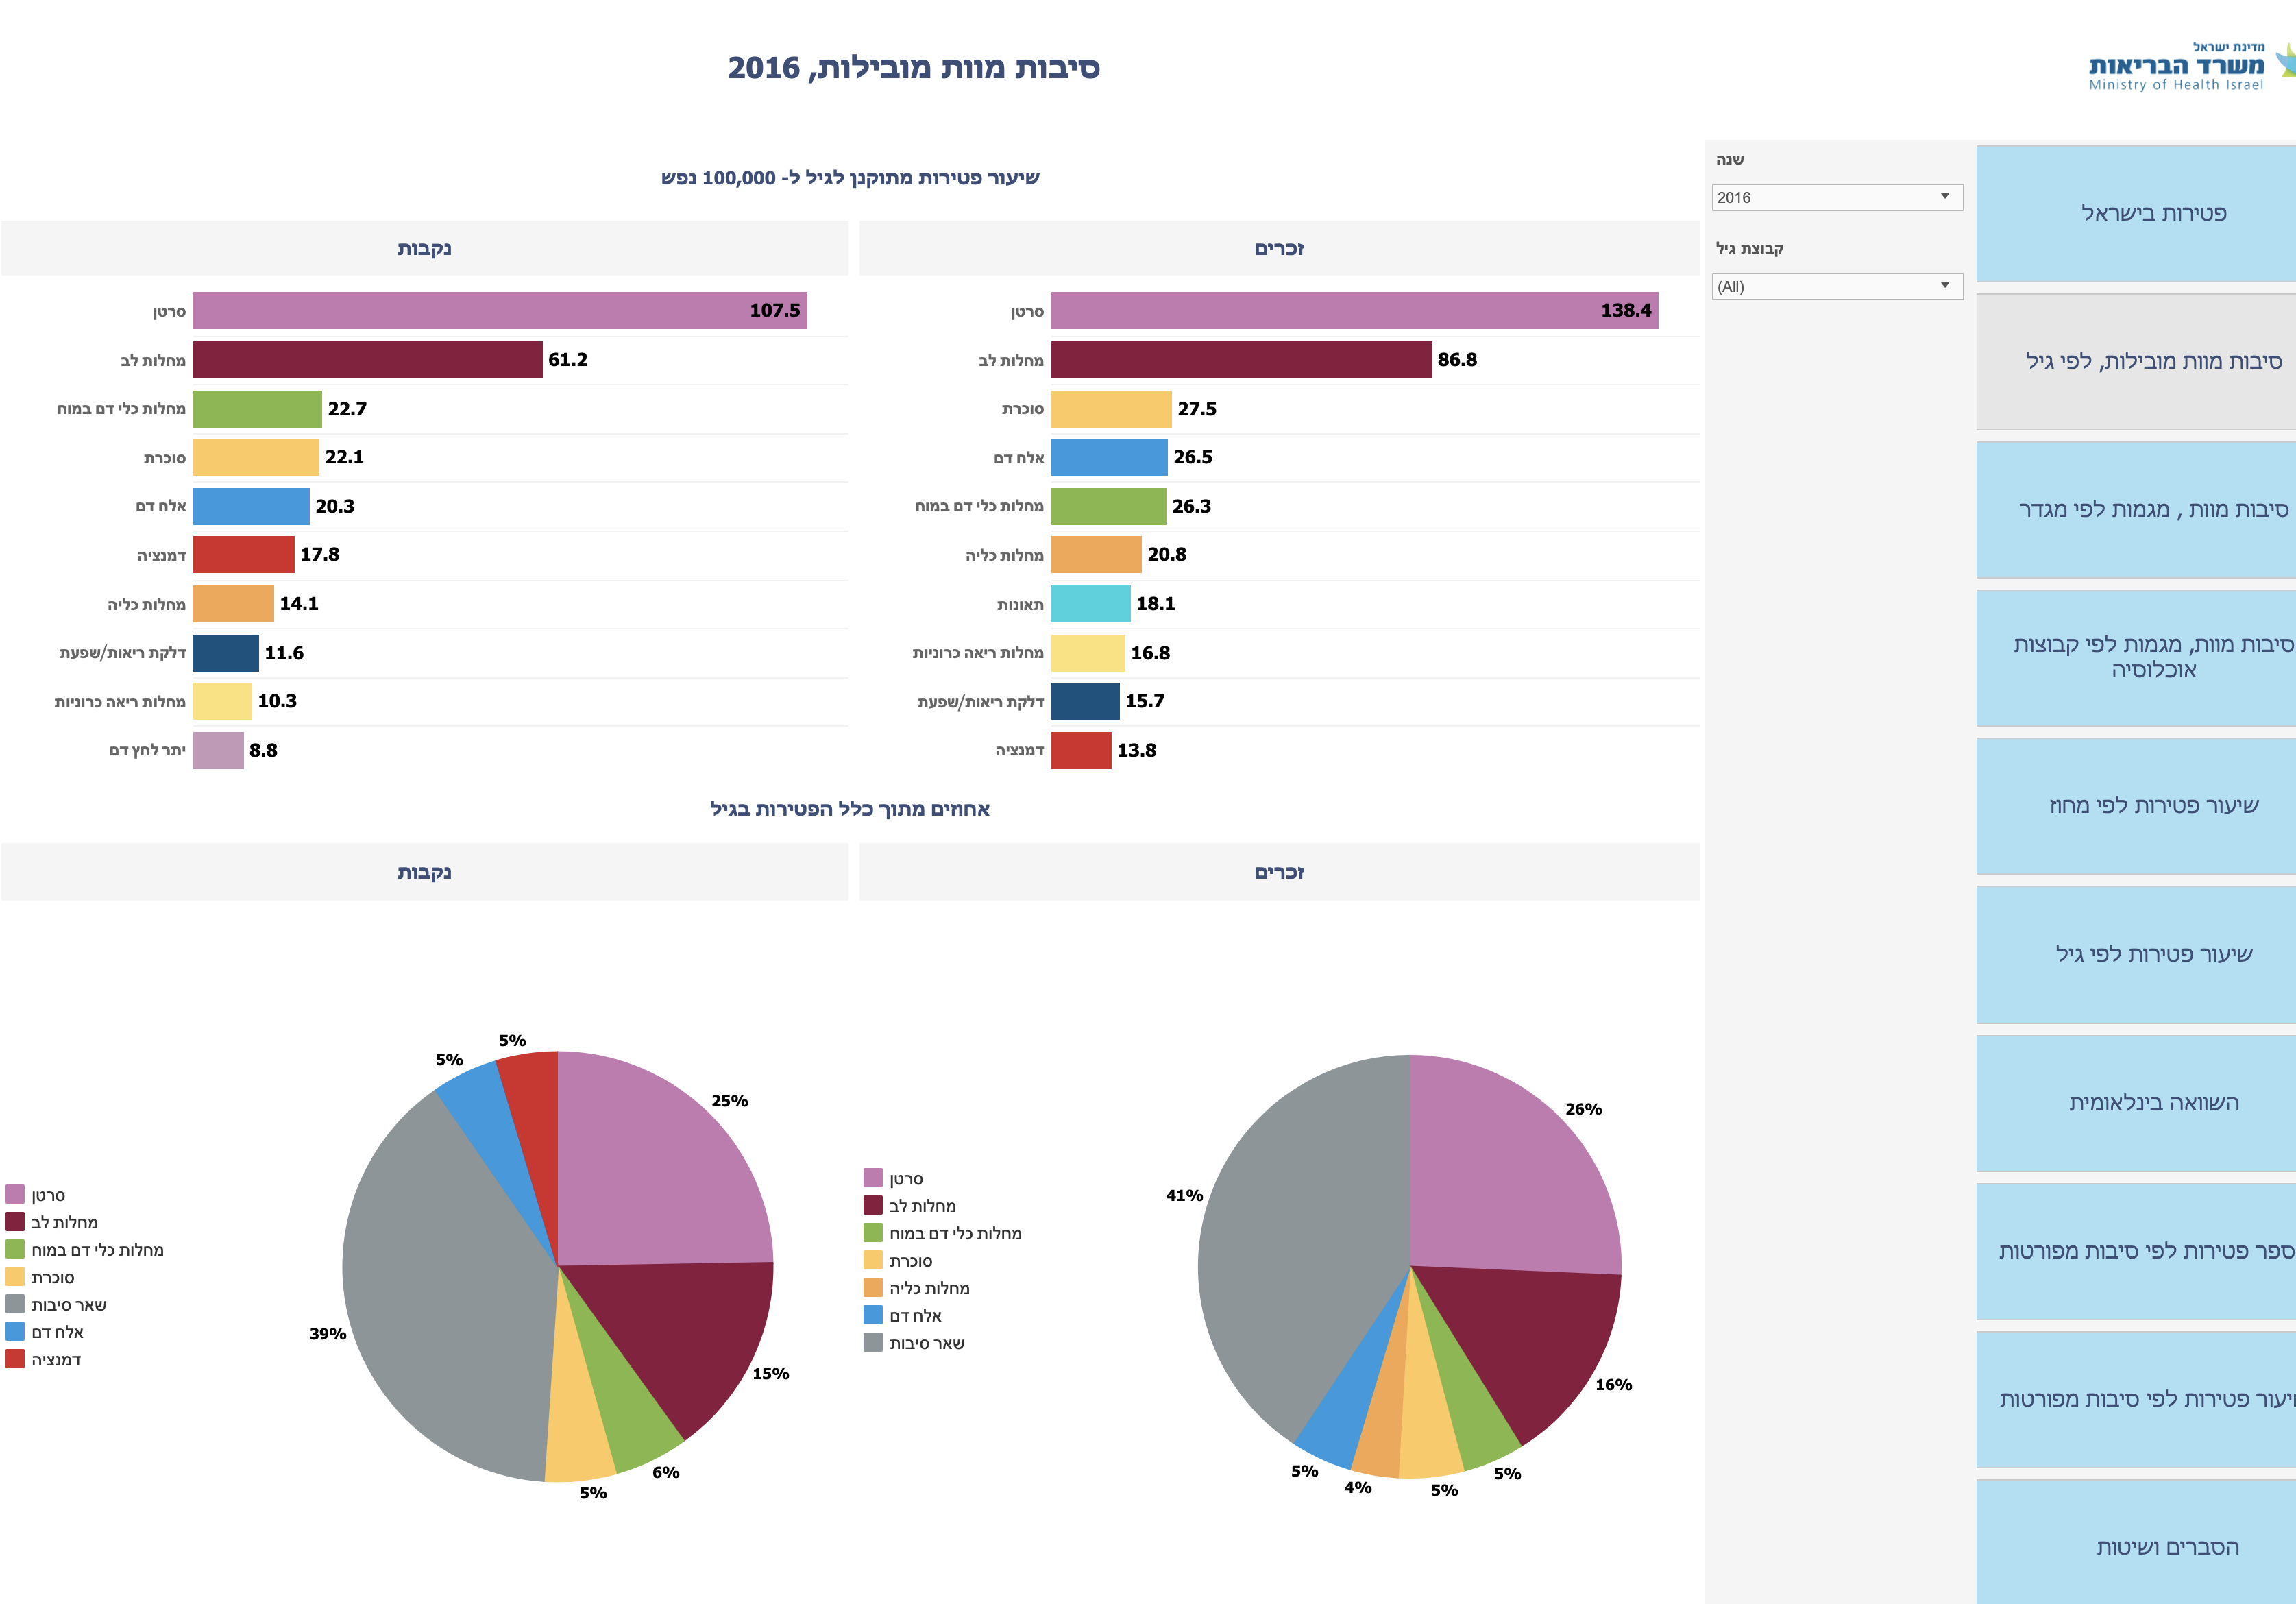 מדינת ישראל
משרד הבריאות
Ministry of Health Israel
סיבות מוות מובילות, 2016
פטירות בישראל
סיבות מוות מובילות, לפי גיל
סיבות מוות , מגמות לפי מגדר
סיבות מוות, מגמות לפי קבוצות
אוכלוסיה
שיעור פטירות לפי מחוז
שיעור פטירות לפי גיל
השוואה בינלאומית
ספר פטירות לפי סיבות מפורטות
יעור פטירות לפי סיבות מפורטות
הסברים ושיטות
שנה
2016
קבוצת גיל
(All)
שיעור פטירות מתוקנן לגיל ל- 100,000 נפש
זכרים
סרטן 138.4
מחלות לב 86.8
סוכרת 27.5
אלח דם 26.5
מחלות כלי דם במוח 26.3
מחלות כליה 20.8
תאונות 18.1
מחלות ריאה כרוניות 16.8
דלקת ריאות/שפעת 15.7
דמנציה 13.8
נקבות
סרטן 107.5
מחלות לב 61.2
מחלות כלי דם במוח 22.7
סוכרת 22.1
אלח דם 20.3
דמנציה 17.8
מחלות כליה 14.1
דלקת ריאות/שפעת 11.6
מחלות ריאה כרוניות 10.3
יתר לחץ דם 8.8
אחוזים מתוך כלל הפטירות בגיל
זכרים
26%
16%
5%
5%
4%
5%
41%
סרטן
מחלות לב
מחלות כלי דם במוח
סוכרת
מחלות כליה
אלח דם
שאר סיבות
נקבות
25%
15%
6%
5%
39%
5%
5%
סרטן
מחלות לב
מחלות כלי דם במוח
סוכרת
שאר סיבות
אלח דם
דמנציה